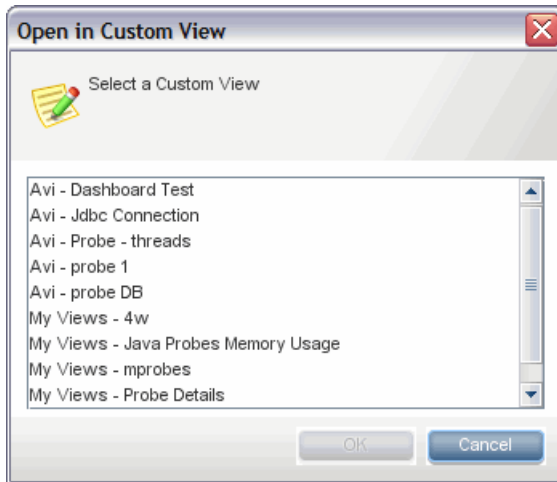 Open in Custom View
Select a Custom View
Avi - Dashboard Test
Avi - Jdbc Connection
Avi - Probe - threads
Avi - probe 1
Avi - probe DB
My Views - 4w
My Views - Java Probes Memory Usage
My Views - mprobes
My Views - Probe Details
OK
Cancel